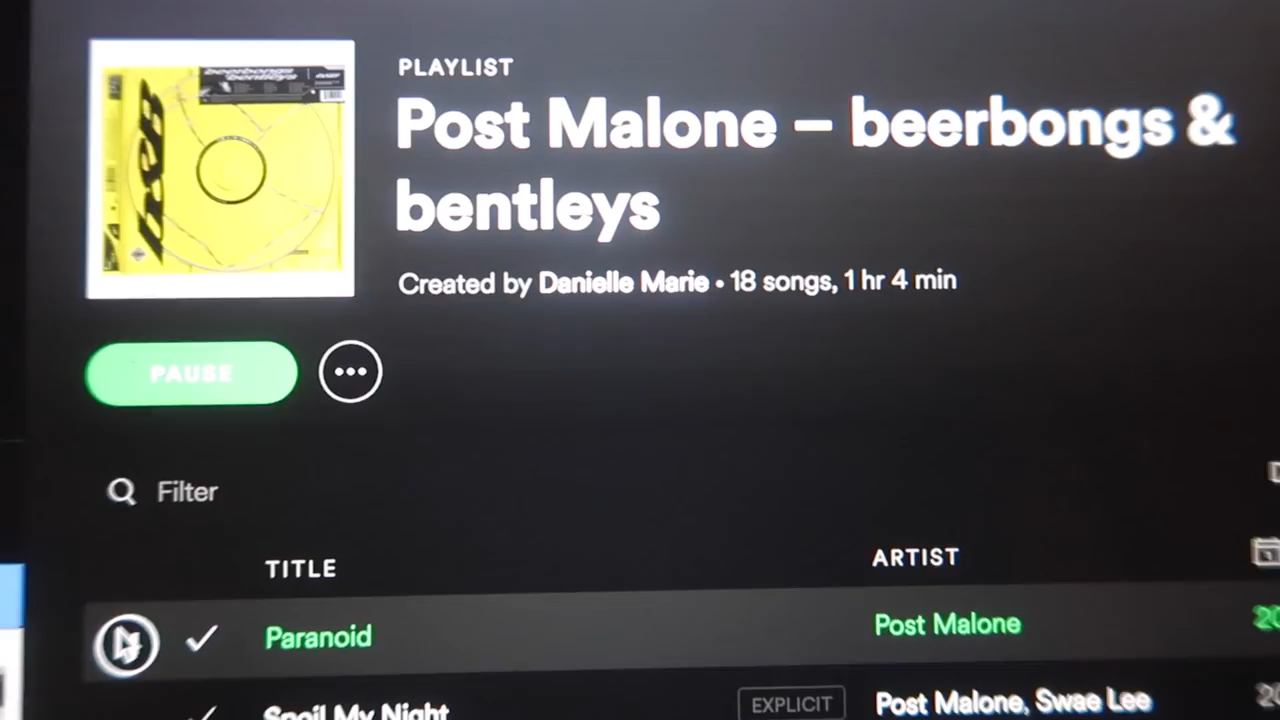 PLAYLIST
Post Malone – beerbongs &
bentleys
Created by Danielle Marie • 18 songs, 1 hr 4 min
PAUSE
Filter
TITLE
ARTIST
Paranoid
Post Malone
Spoil My Night
EXPLICIT
Post Malone, Swae Lee